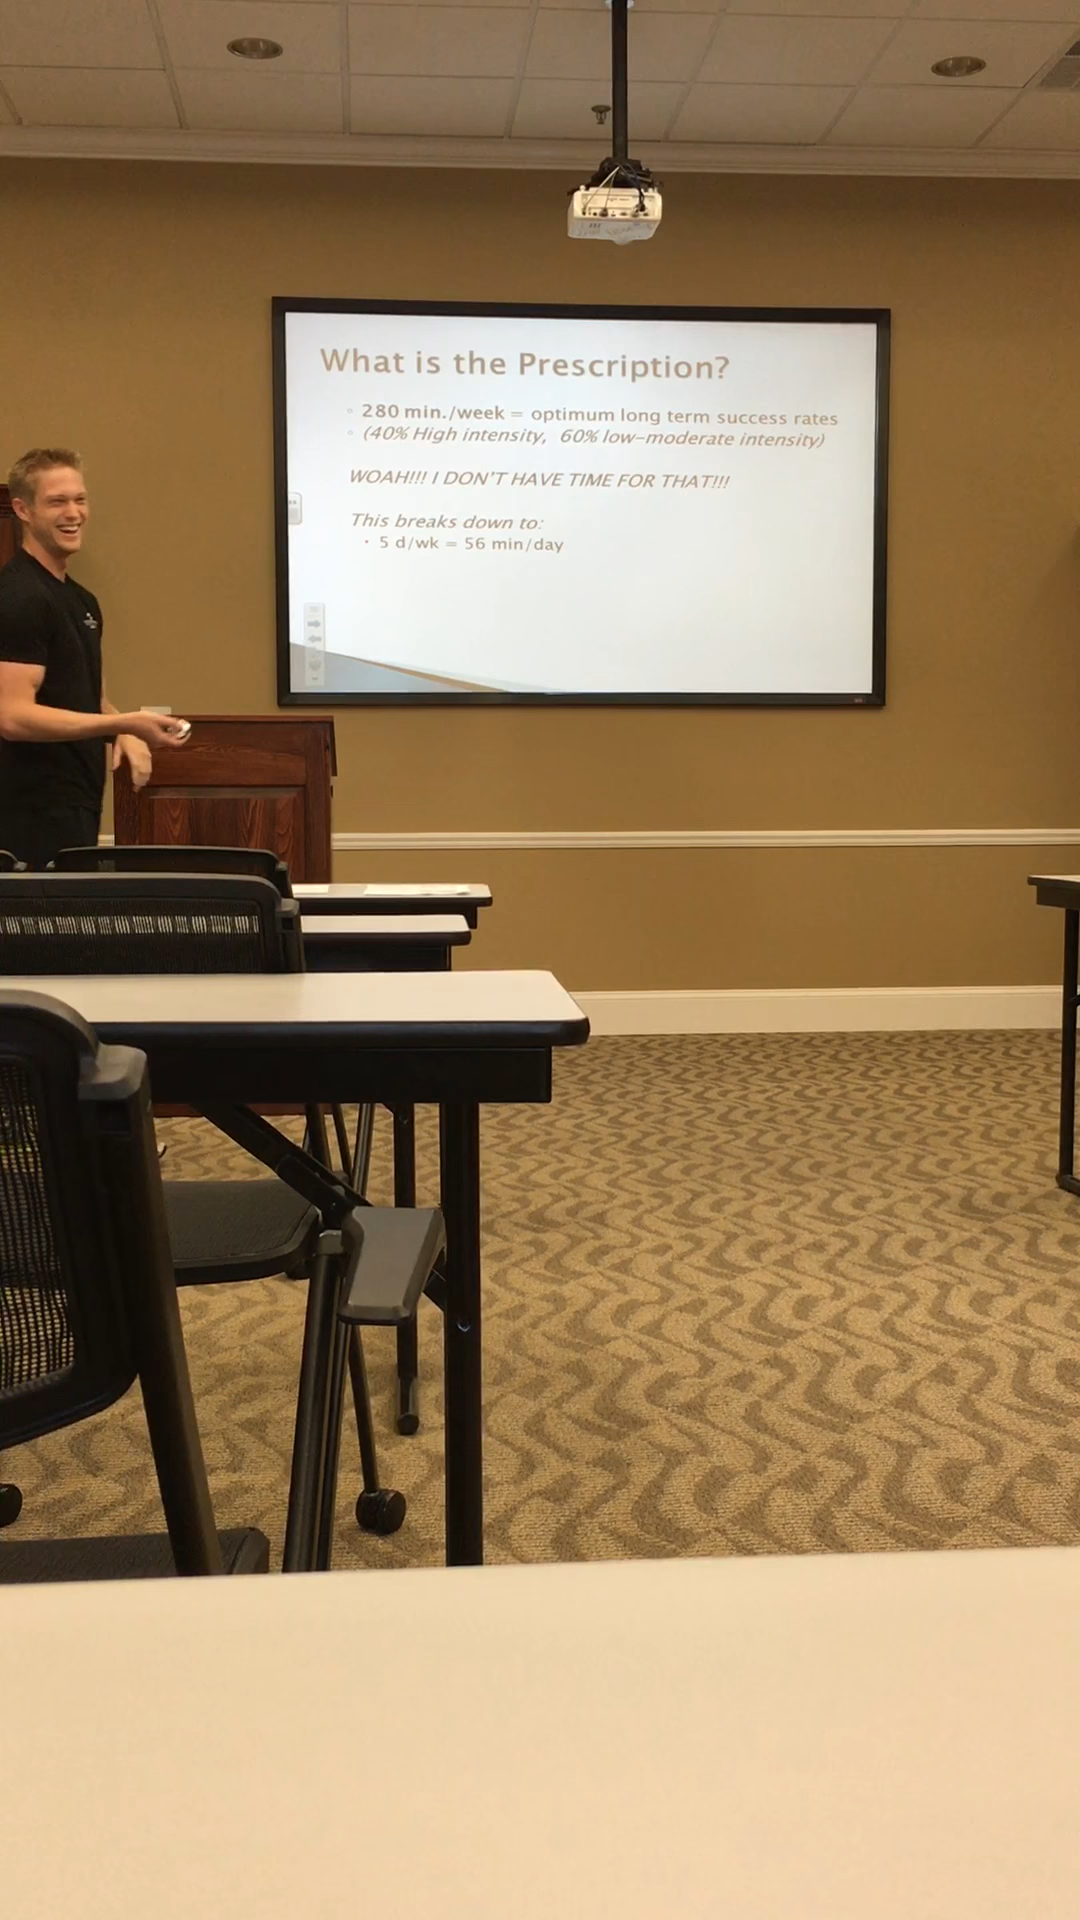 What is the Prescription?
280 min./week = optimum long term success rates
(40% High intensity, 60% low-moderate intensity)
WOAH!!! I DON'T HAVE TIME FOR THAT!!!
This breaks down to:
5 d/wk = 56 min/day